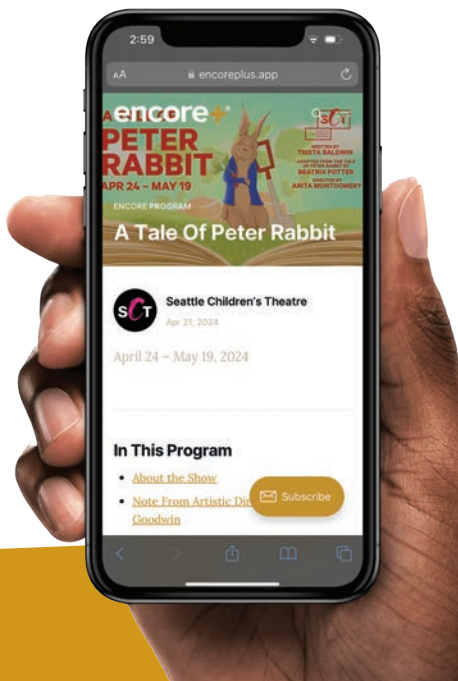 2:59
AA encoreplus.app
encore+
PETER
RABBIT
APR 24 – MAY 19
SCT
WRITTEN BY
TRISTA BALDWIN
ADAPTED FROM THE TALE
OF PETER RABBIT BY
BEATRIX POTTER
DIRECTED BY
ANITA MONTGOMERY
ENCORE PROGRAM
A Tale Of Peter Rabbit
SCT
Seattle Children's Theatre
Apr 21, 2024
April 24 – May 19, 2024
In This Program
• About the Show
• Note From Artistic Dir
Goodwin
Subscribe